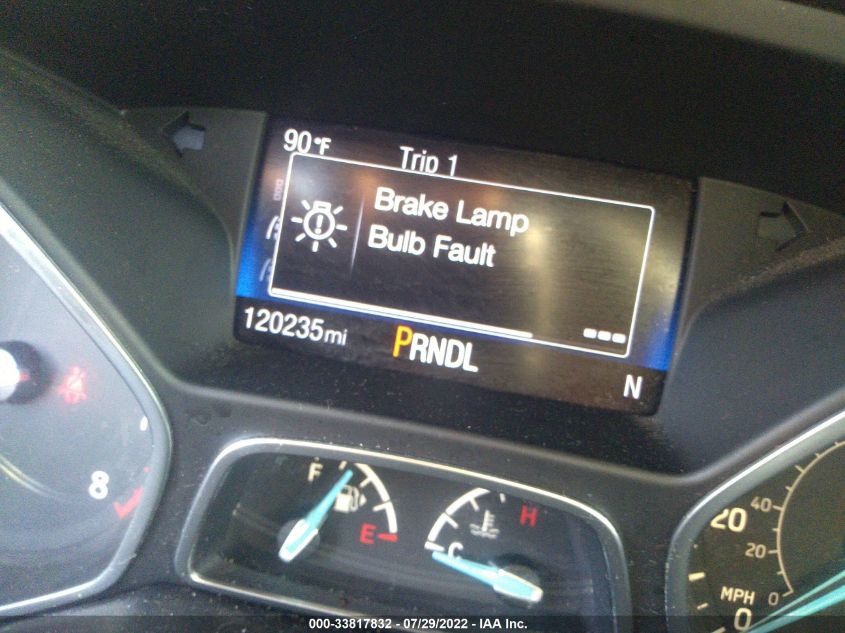 90°F
Trip 1
Brake Lamp
Bulb Fault
120235mi
PRNDL
N
8
F
E
C
H
20
40
20
MPH
0
0
000-33817832 - 07/29/2022 - IAA Inc.